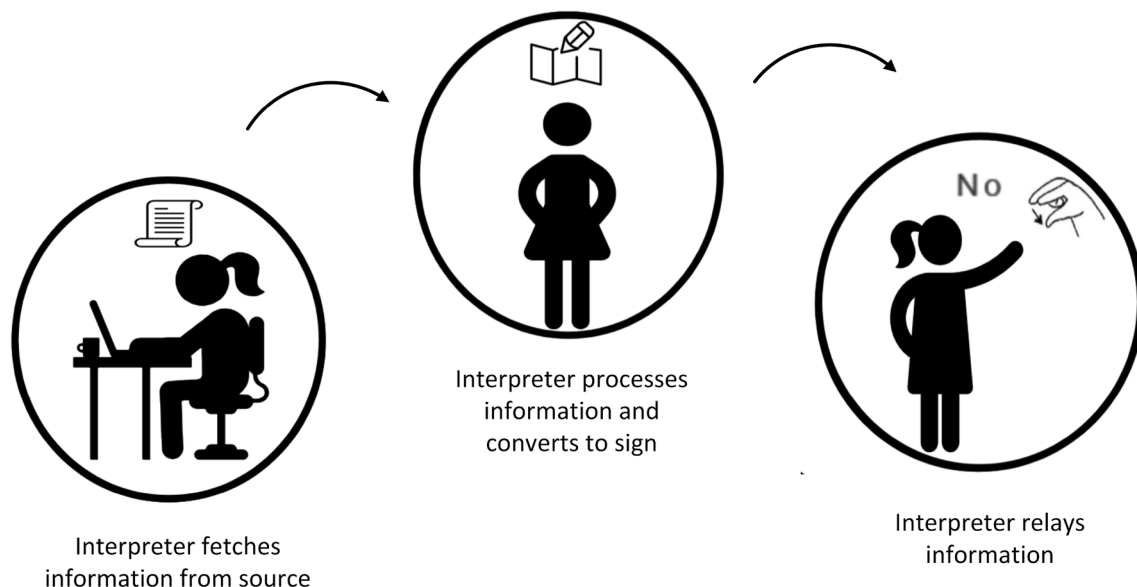 Interpreter fetches
information from source
Interpreter processes
information and
converts to sign
No
Interpreter relays
information